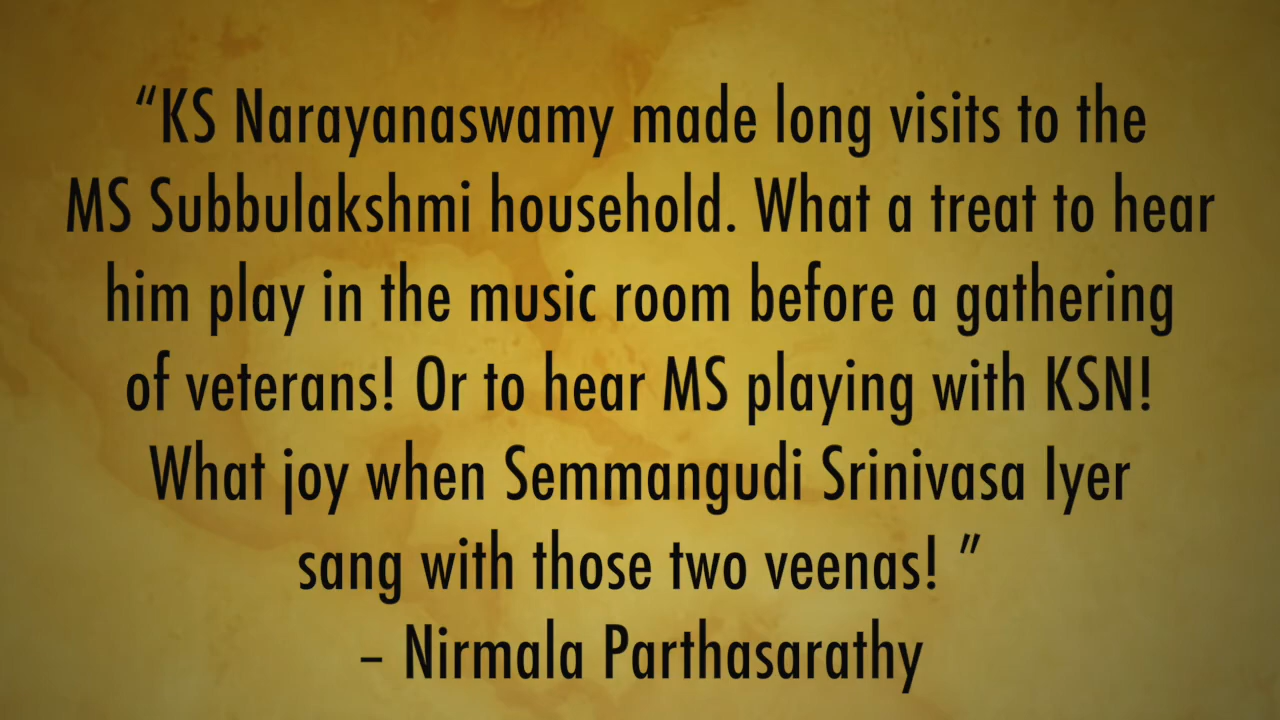 “KS Narayanaswamy made long visits to the
MS Subbulakshmi household. What a treat to hear
him play in the music room before a gathering
of veterans! Or to hear MS playing with KSN!
What joy when Semmangudi Srinivasa Iyer
sang with those two veenas! ”
– Nirmala Parthasarathy